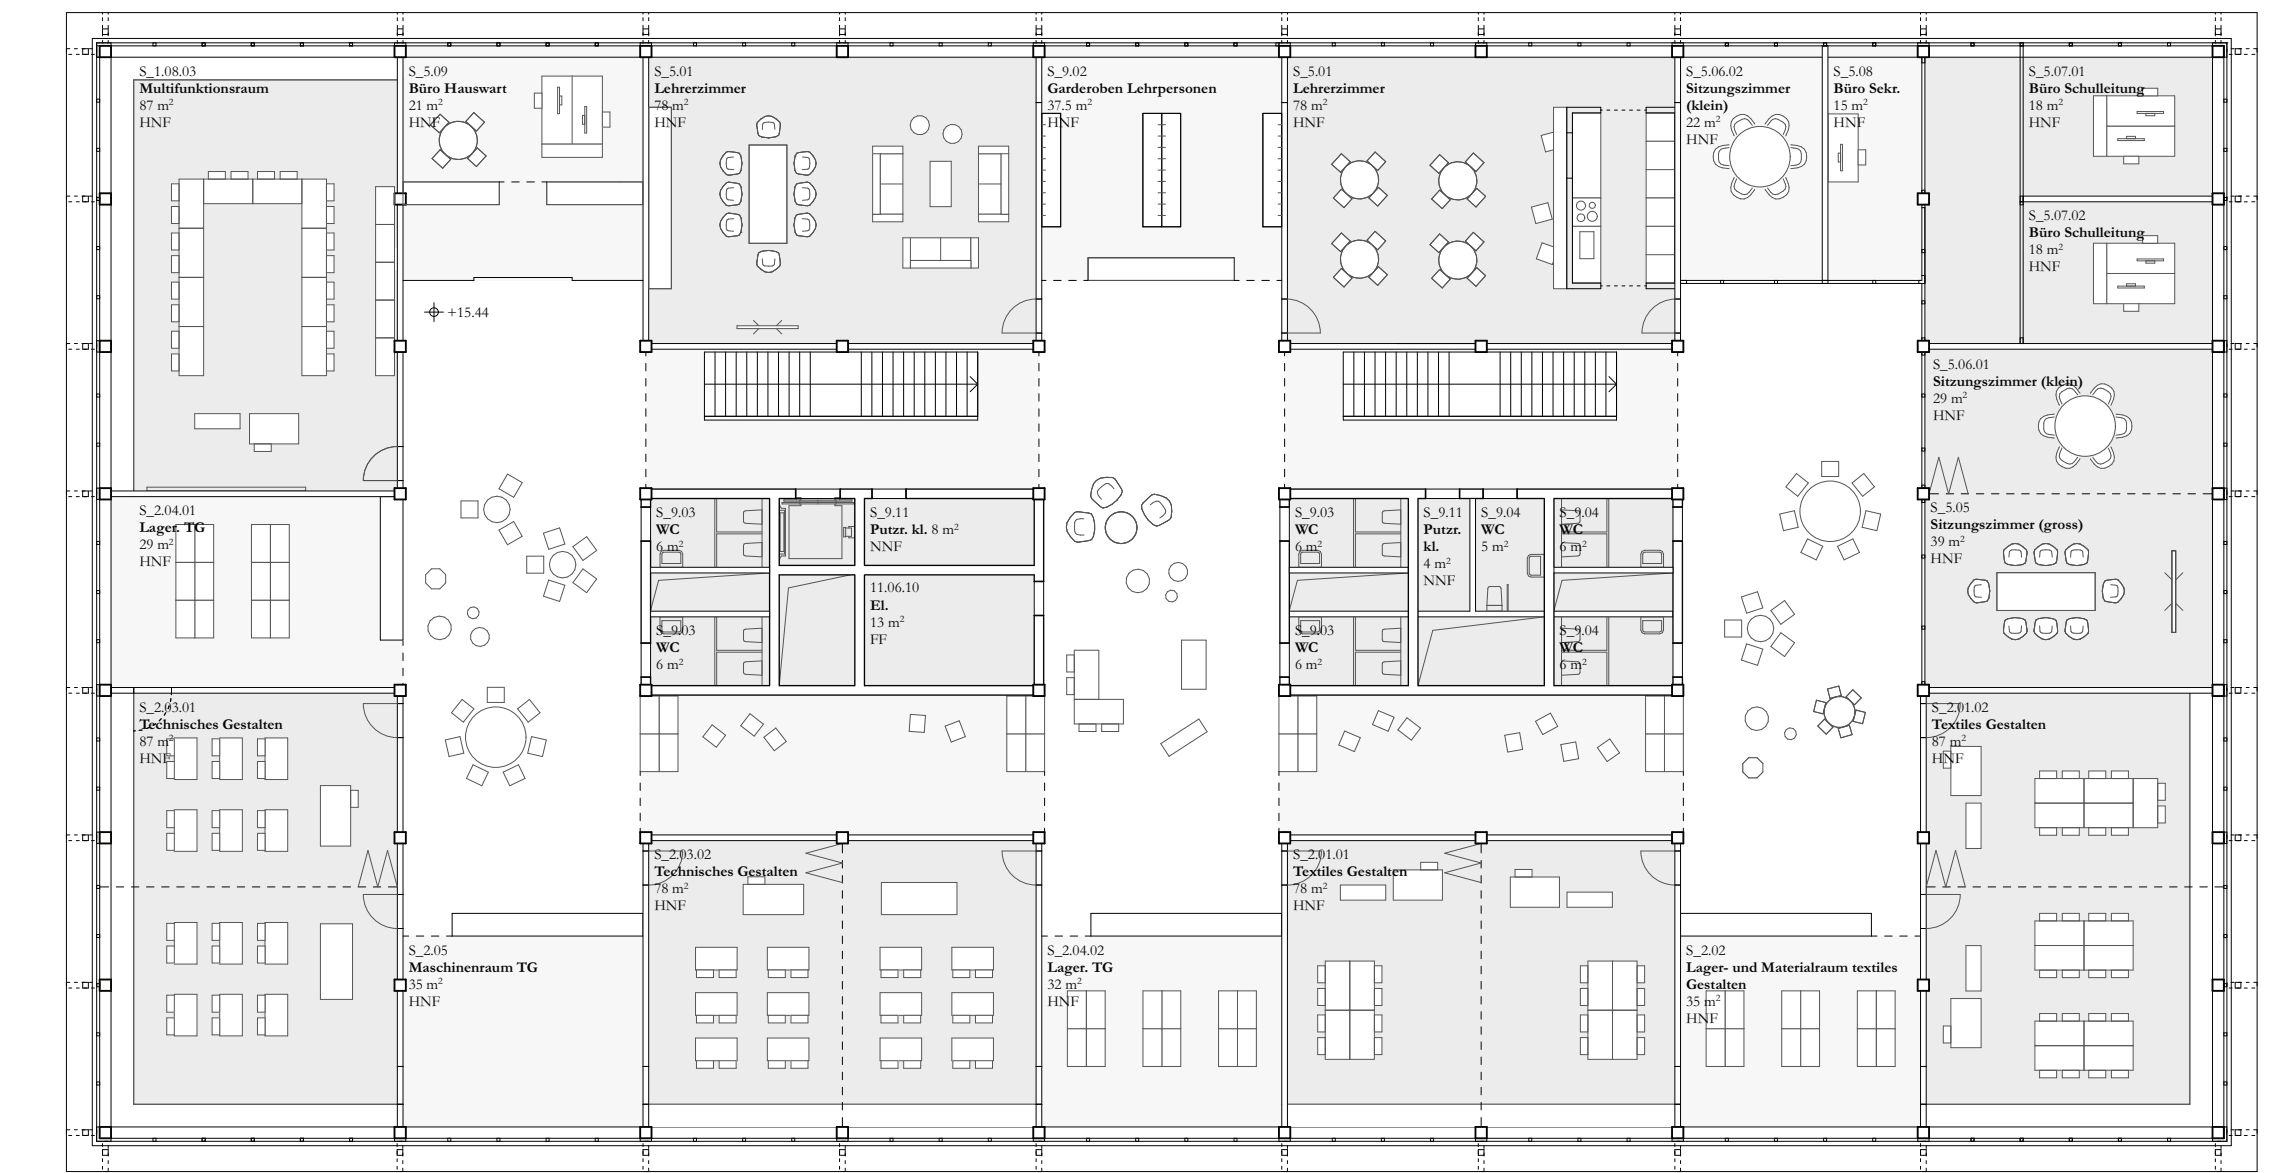 S_1.08.03
Multifunktionsraum
87 m²
HNF
S_5.09
Büro Hauswart
21 m²
HNF
S_5.01
Lehrerzimmer
78 m²
HNF
S_9.02
Garderoben Lehrpersonen
37.5 m²
HNF
S_5.01
Lehrerzimmer
78 m²
HNF
S_5.06.02
Sitzungszimmer
(klein)
22 m²
HNF
S_5.08
Büro Sekr.
15 m²
HNF
S_5.07.01
Büro Schulleitung
18 m²
HNF
S_5.07.02
Büro Schulleitung
18 m²
HNF
+15.44
S_5.06.01
Sitzungszimmer (klein)
29 m²
HNF
S_2.04.01
Lager. TG
29 m²
HNF
S_9.03
WC
6 m²
S_9.11
Putzr. kl. 8 m²
NNF
11.06.10
El.
13 m²
FF
S_9.03
WC
6 m²
S_9.03
WC
6 m²
S_9.11
Putzr.
kl.
4 m²
NNF
S_9.04
WC
5 m²
S_9.04
WC
6 m²
S_9.03
WC
6 m²
S_9.04
WC
6 m²
S_5.05
Sitzungszimmer (gross)
39 m²
HNF
S_2.03.01
Technisches Gestalten
87 m²
HNF
S_2.01.02
Textiles Gestalten
87 m²
HNF
S_2.03.02
Technisches Gestalten
78 m²
HNF
S_2.01.01
Textiles Gestalten
78 m²
HNF
S_2.05
Maschinenraum TG
35 m²
HNF
S_2.04.02
Lager. TG
32 m²
HNF
S_2.02
Lager- und Materialraum textiles
Gestalten
35 m²
HNF